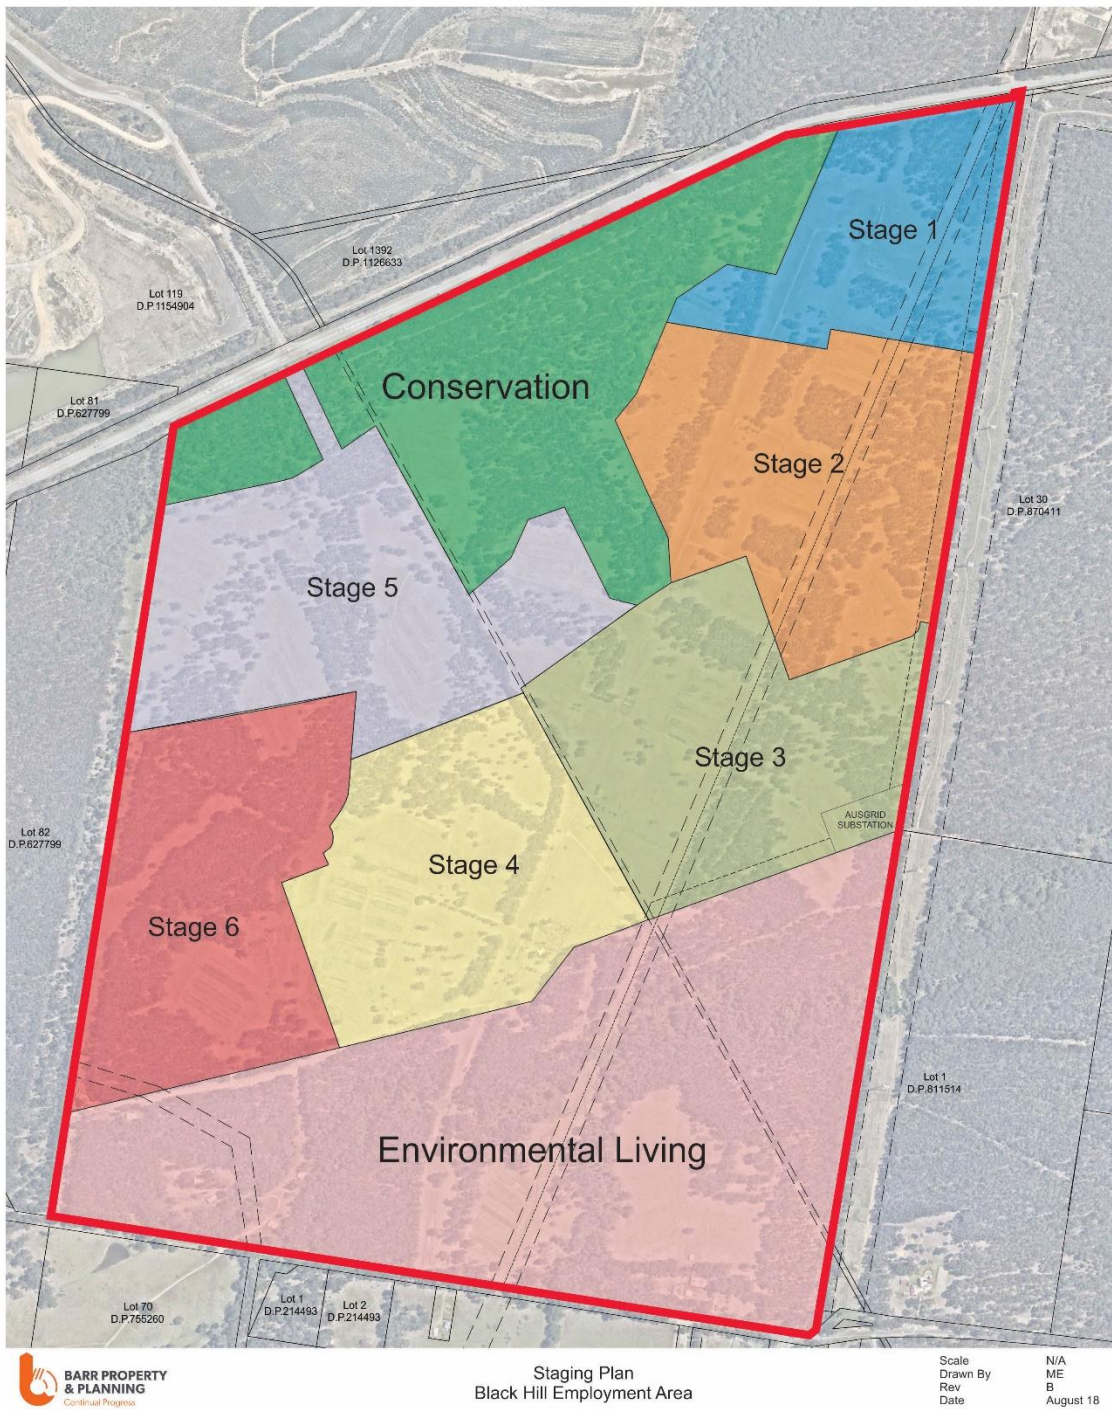 Stage 1
Lot 1392
D.P.1126633
Lot 119
D.P.1154904
Conservation
Lot 81
D.P.627799
Stage 2
Lot 30
D.P.870411
Stage 5
Stage 3
AUSGRID
SUBSTATION
Lot 82
D.P.627799
Stage 4
Stage 6
Lot 1
D.P.811514
Environmental Living
Lot 70
D.P.755260
Lot 1
D.P.214493
Lot 2
D.P.214493
BARR PROPERTY
& PLANNING
Continual Progress
Staging Plan
Black Hill Employment Area
Scale N/A
Drawn By ME
Rev B
Date August 18